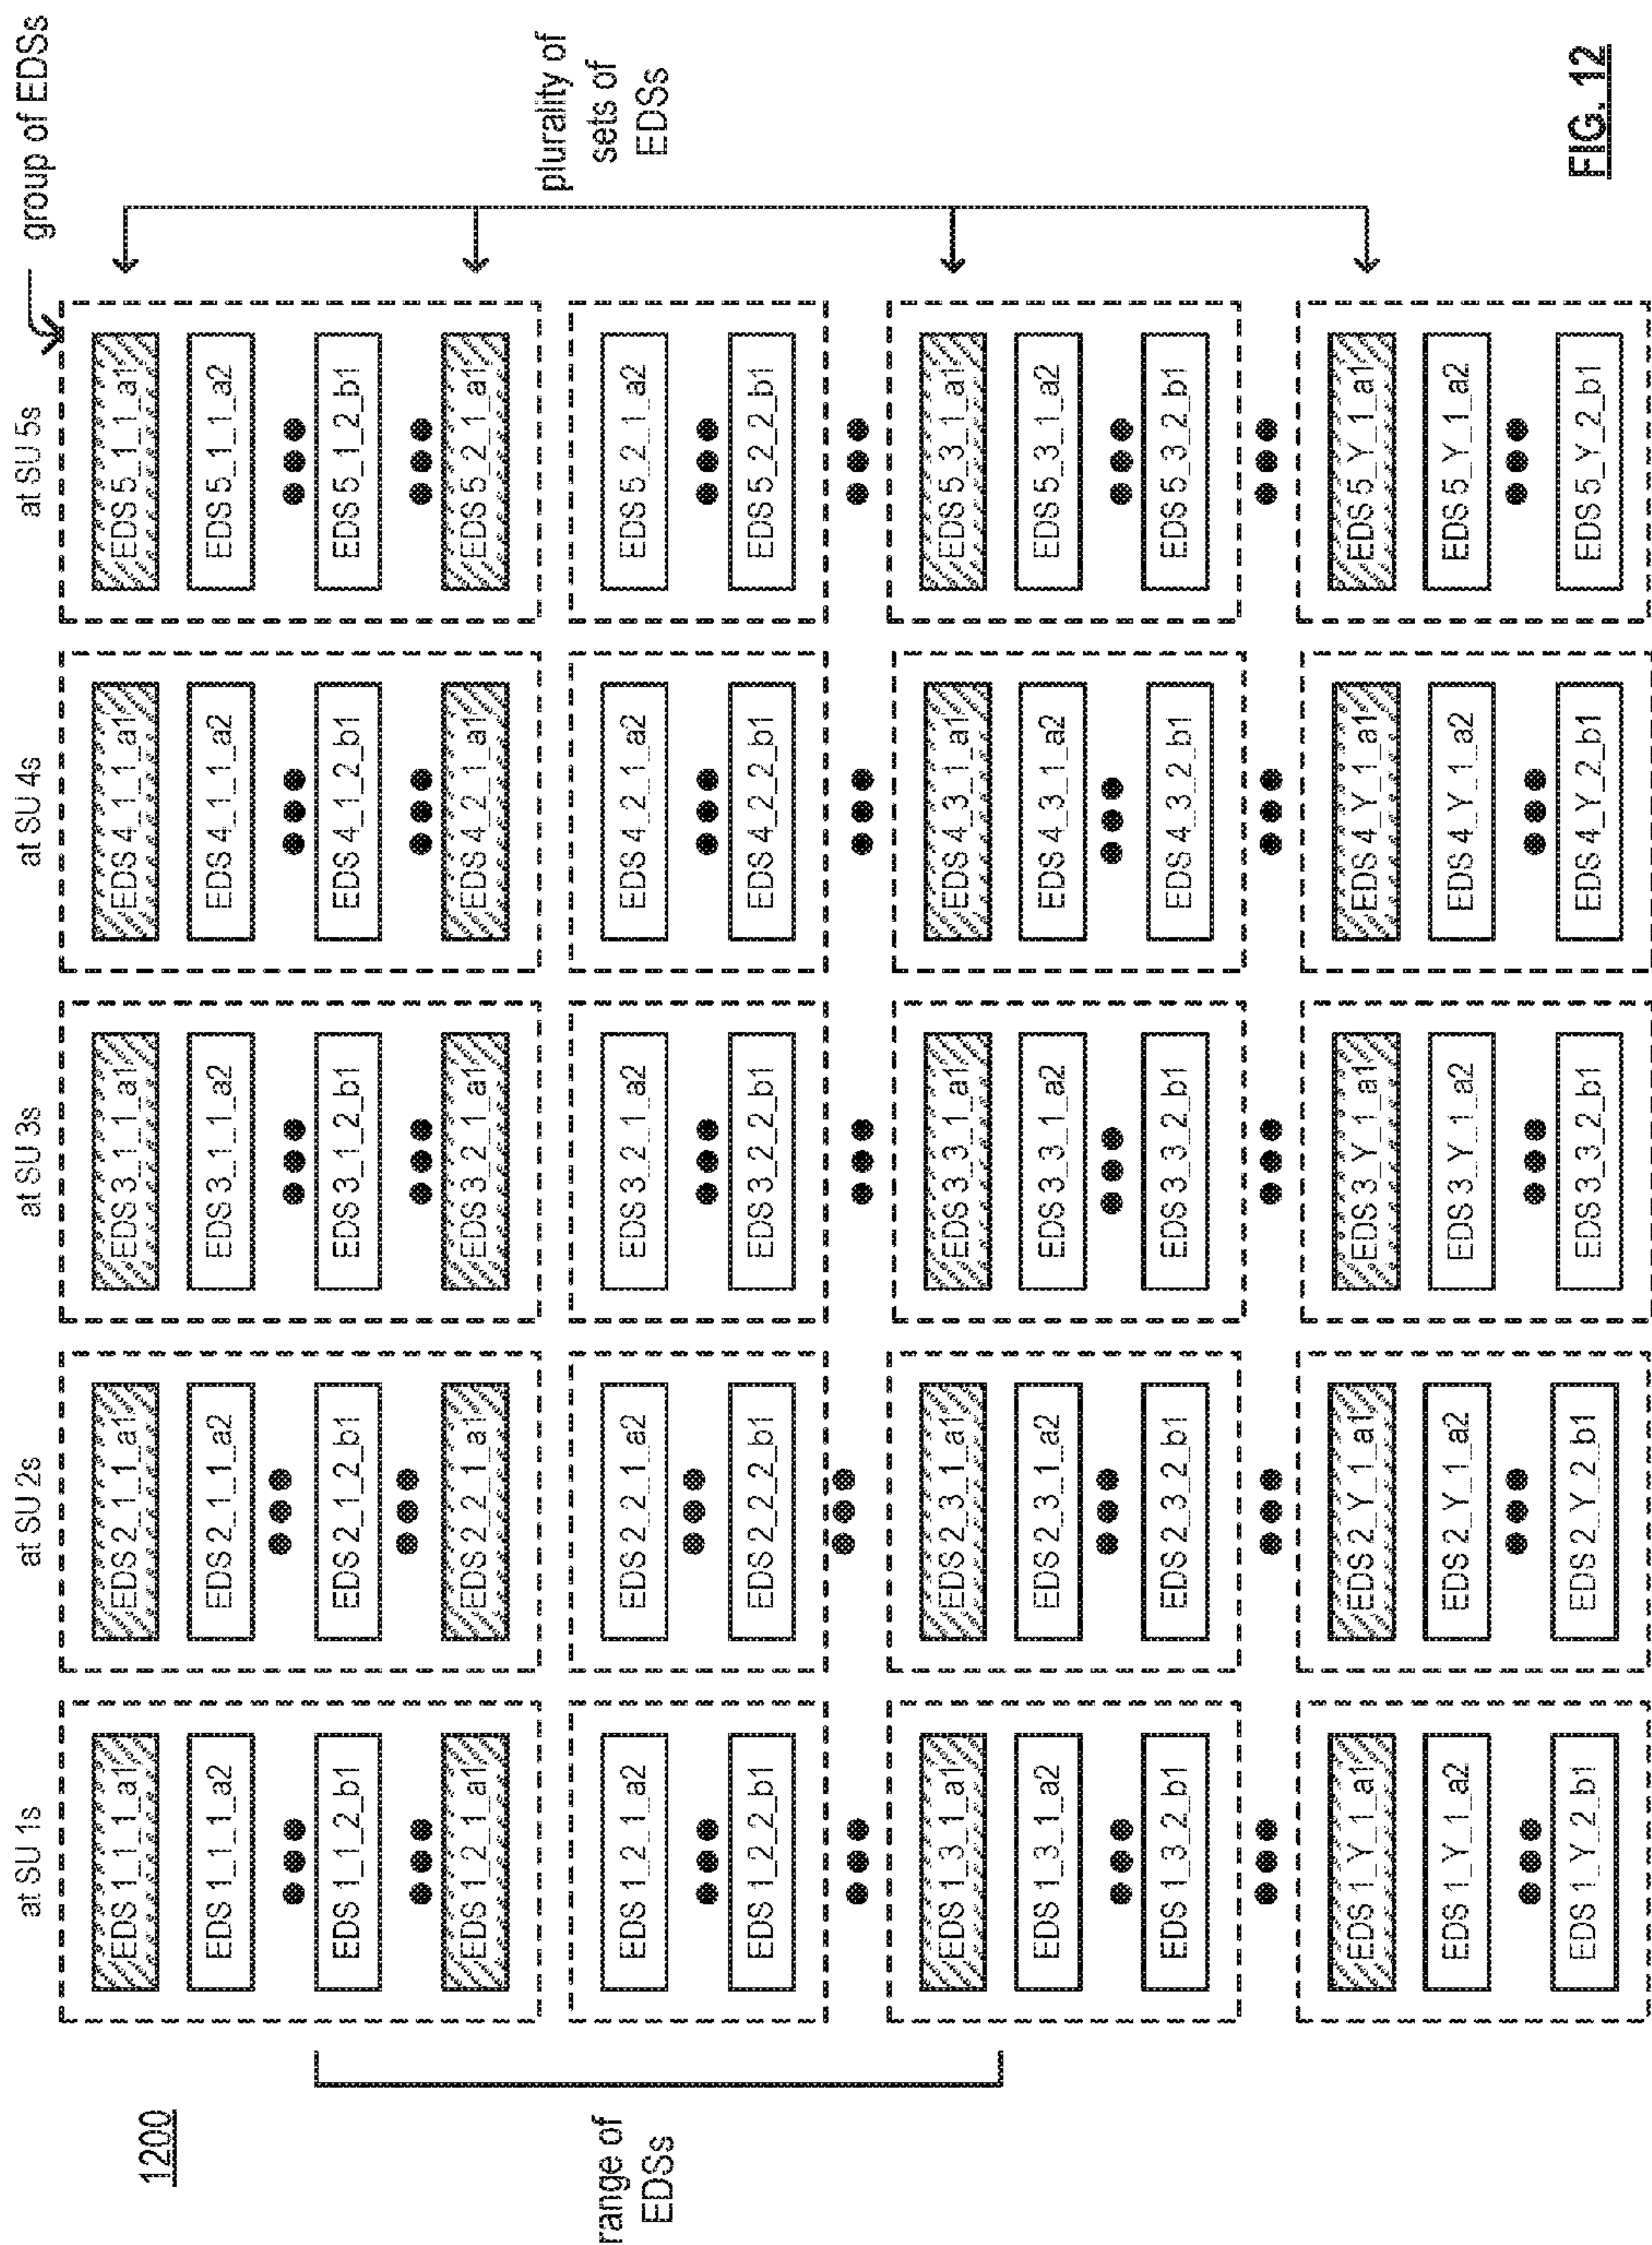 group of EDSs
at SU 1s
at SU 2s
at SU 3s
at SU 4s
at SU 5s
1200
EDS 1_1_1_a1
EDS 2_1_1_a1
EDS 3_1_1_a1
EDS 4_1_1_a1
EDS 5_1_1_a1
EDS 1_1_1_a2
EDS 2_1_1_a2
EDS 3_1_1_a2
EDS 4_1_1_a2
EDS 5_1_1_a2
EDS 1_1_2_b1
EDS 2_1_2_b1
EDS 3_1_2_b1
EDS 4_1_2_b1
EDS 5_1_2_b1
EDS 1_2_1_a1
EDS 2_2_1_a1
EDS 3_2_1_a1
EDS 4_2_1_a1
EDS 5_2_1_a1
plurality of
sets of
EDSs
range of
EDSs
EDS 1_2_1_a2
EDS 2_2_1_a2
EDS 3_2_1_a2
EDS 4_2_1_a2
EDS 5_2_1_a2
EDS 1_2_2_b1
EDS 2_2_2_b1
EDS 3_2_2_b1
EDS 4_2_2_b1
EDS 5_2_2_b1
EDS 1_3_1_a1
EDS 2_3_1_a1
EDS 3_3_1_a1
EDS 4_3_1_a1
EDS 5_3_1_a1
EDS 1_3_1_a2
EDS 2_3_1_a2
EDS 3_3_1_a2
EDS 4_3_1_a2
EDS 5_3_1_a2
EDS 1_3_2_b1
EDS 2_3_2_b1
EDS 3_3_2_b1
EDS 4_3_2_b1
EDS 5_3_2_b1
EDS 1_Y_1_a1
EDS 2_Y_1_a1
EDS 3_Y_1_a1
EDS 4_Y_1_a1
EDS 5_Y_1_a1
EDS 1_Y_1_a2
EDS 2_Y_1_a2
EDS 3_Y_1_a2
EDS 4_Y_1_a2
EDS 5_Y_1_a2
EDS 1_Y_2_b1
EDS 2_Y_2_b1
EDS 3_3_2_b1
EDS 4_Y_2_b1
EDS 5_Y_2_b1
FIG. 12